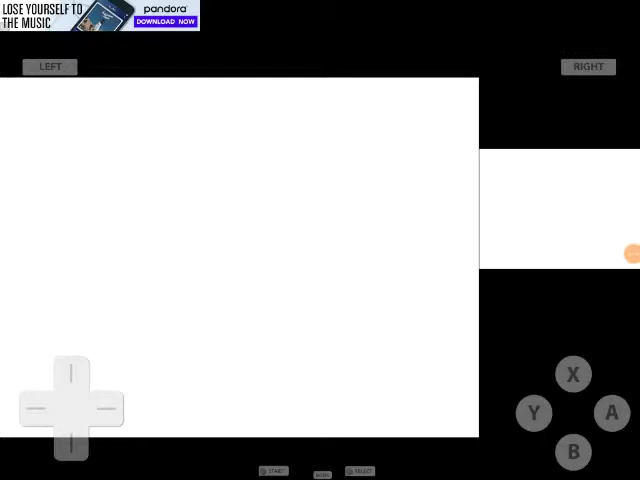 LOSE YOURSELF TO
THE MUSIC
pandora
DOWNLOAD NOW
LEFT
RIGHT
X
Y
A
B
START
SELECT